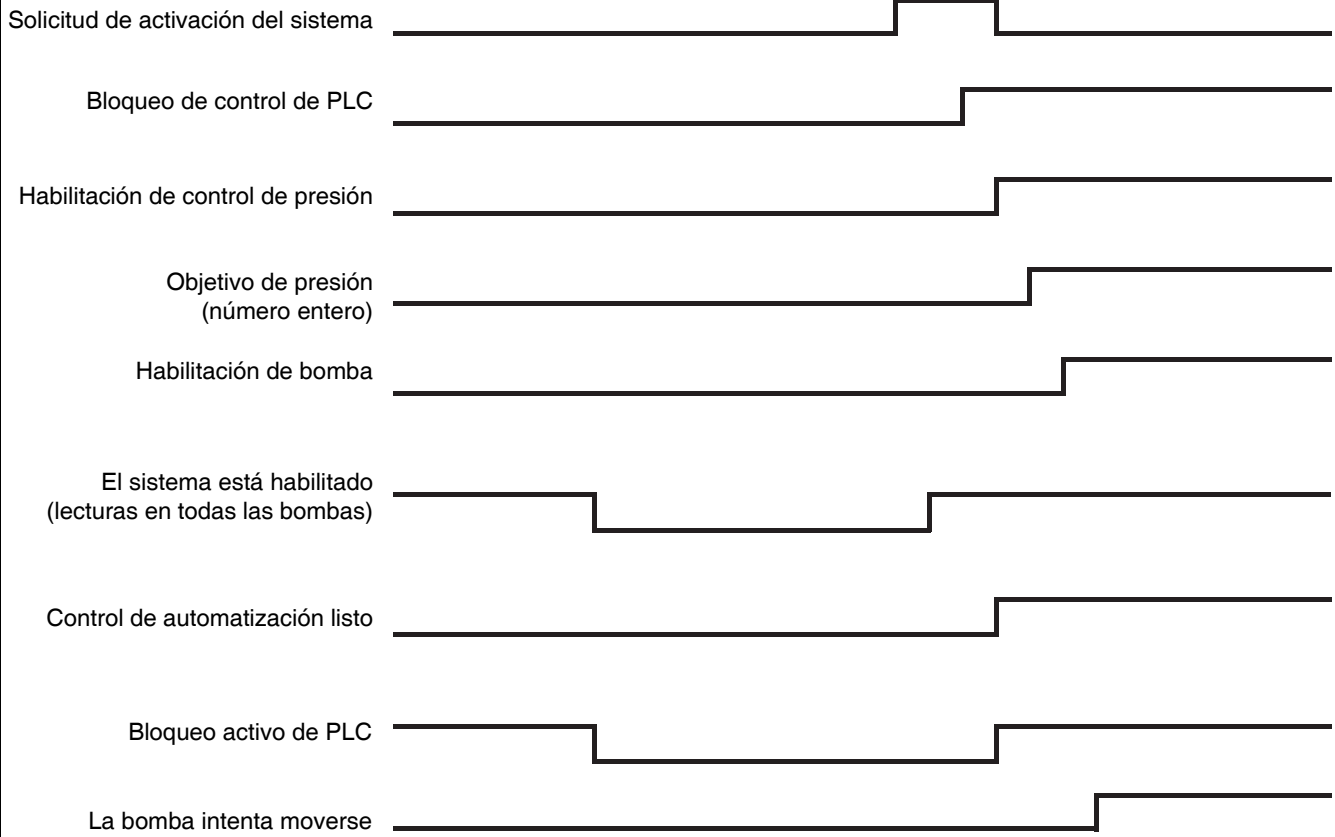 Solicitud de activación del sistema
Bloqueo de control de PLC
Habilitación de control de presión
Objetivo de presión
(número entero)
Habilitación de bomba
El sistema está habilitado
(lecturas en todas las bombas)
Control de automatización listo
Bloqueo activo de PLC
La bomba intenta moverse